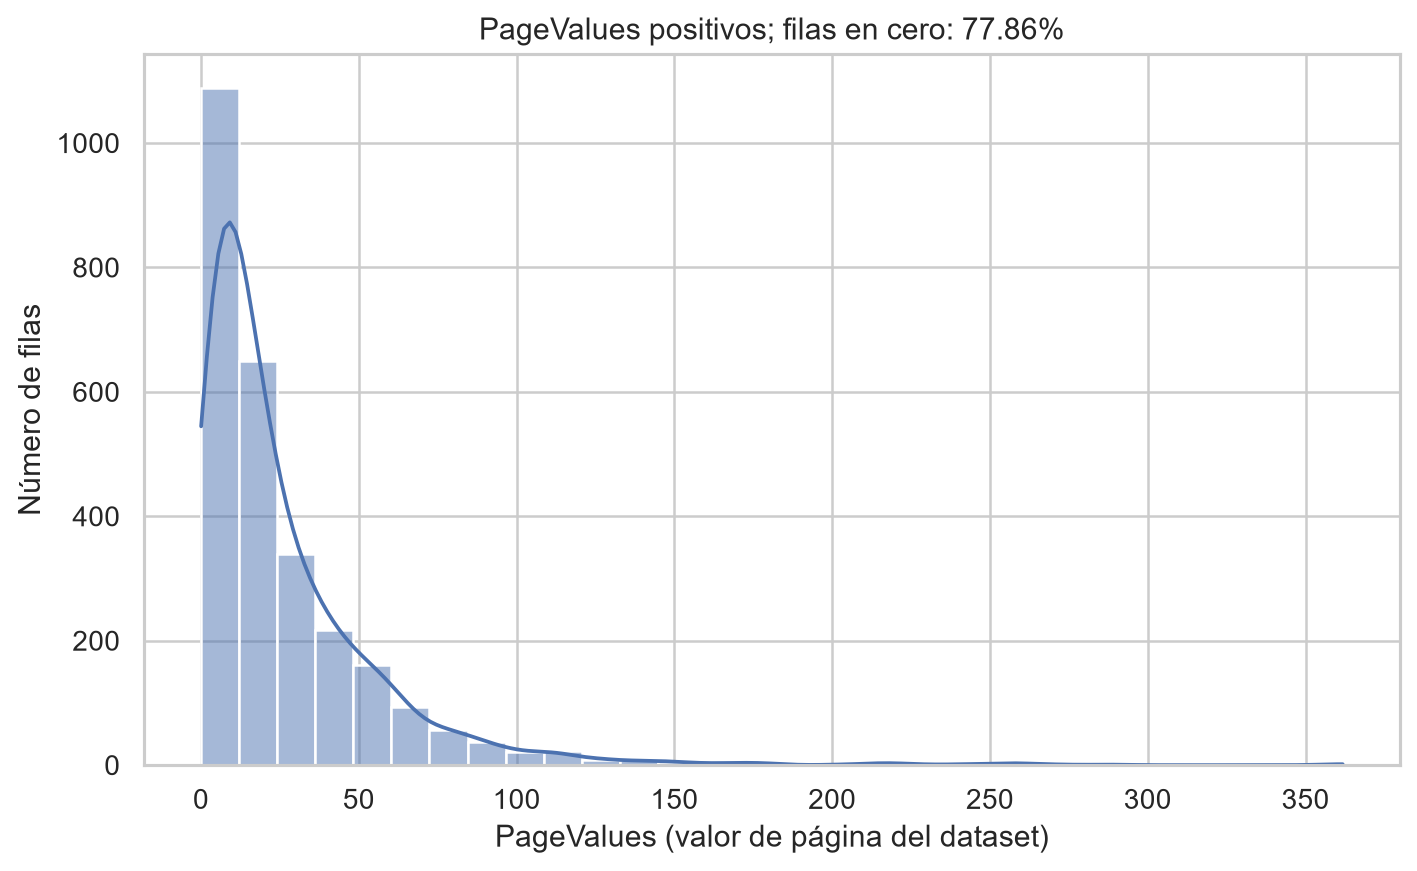 PageValues positivos; filas en cero: 77.86%
Número de filas
1000
800
600
400
200
0
0 50 100 150 200 250 300 350
PageValues (valor de página del dataset)